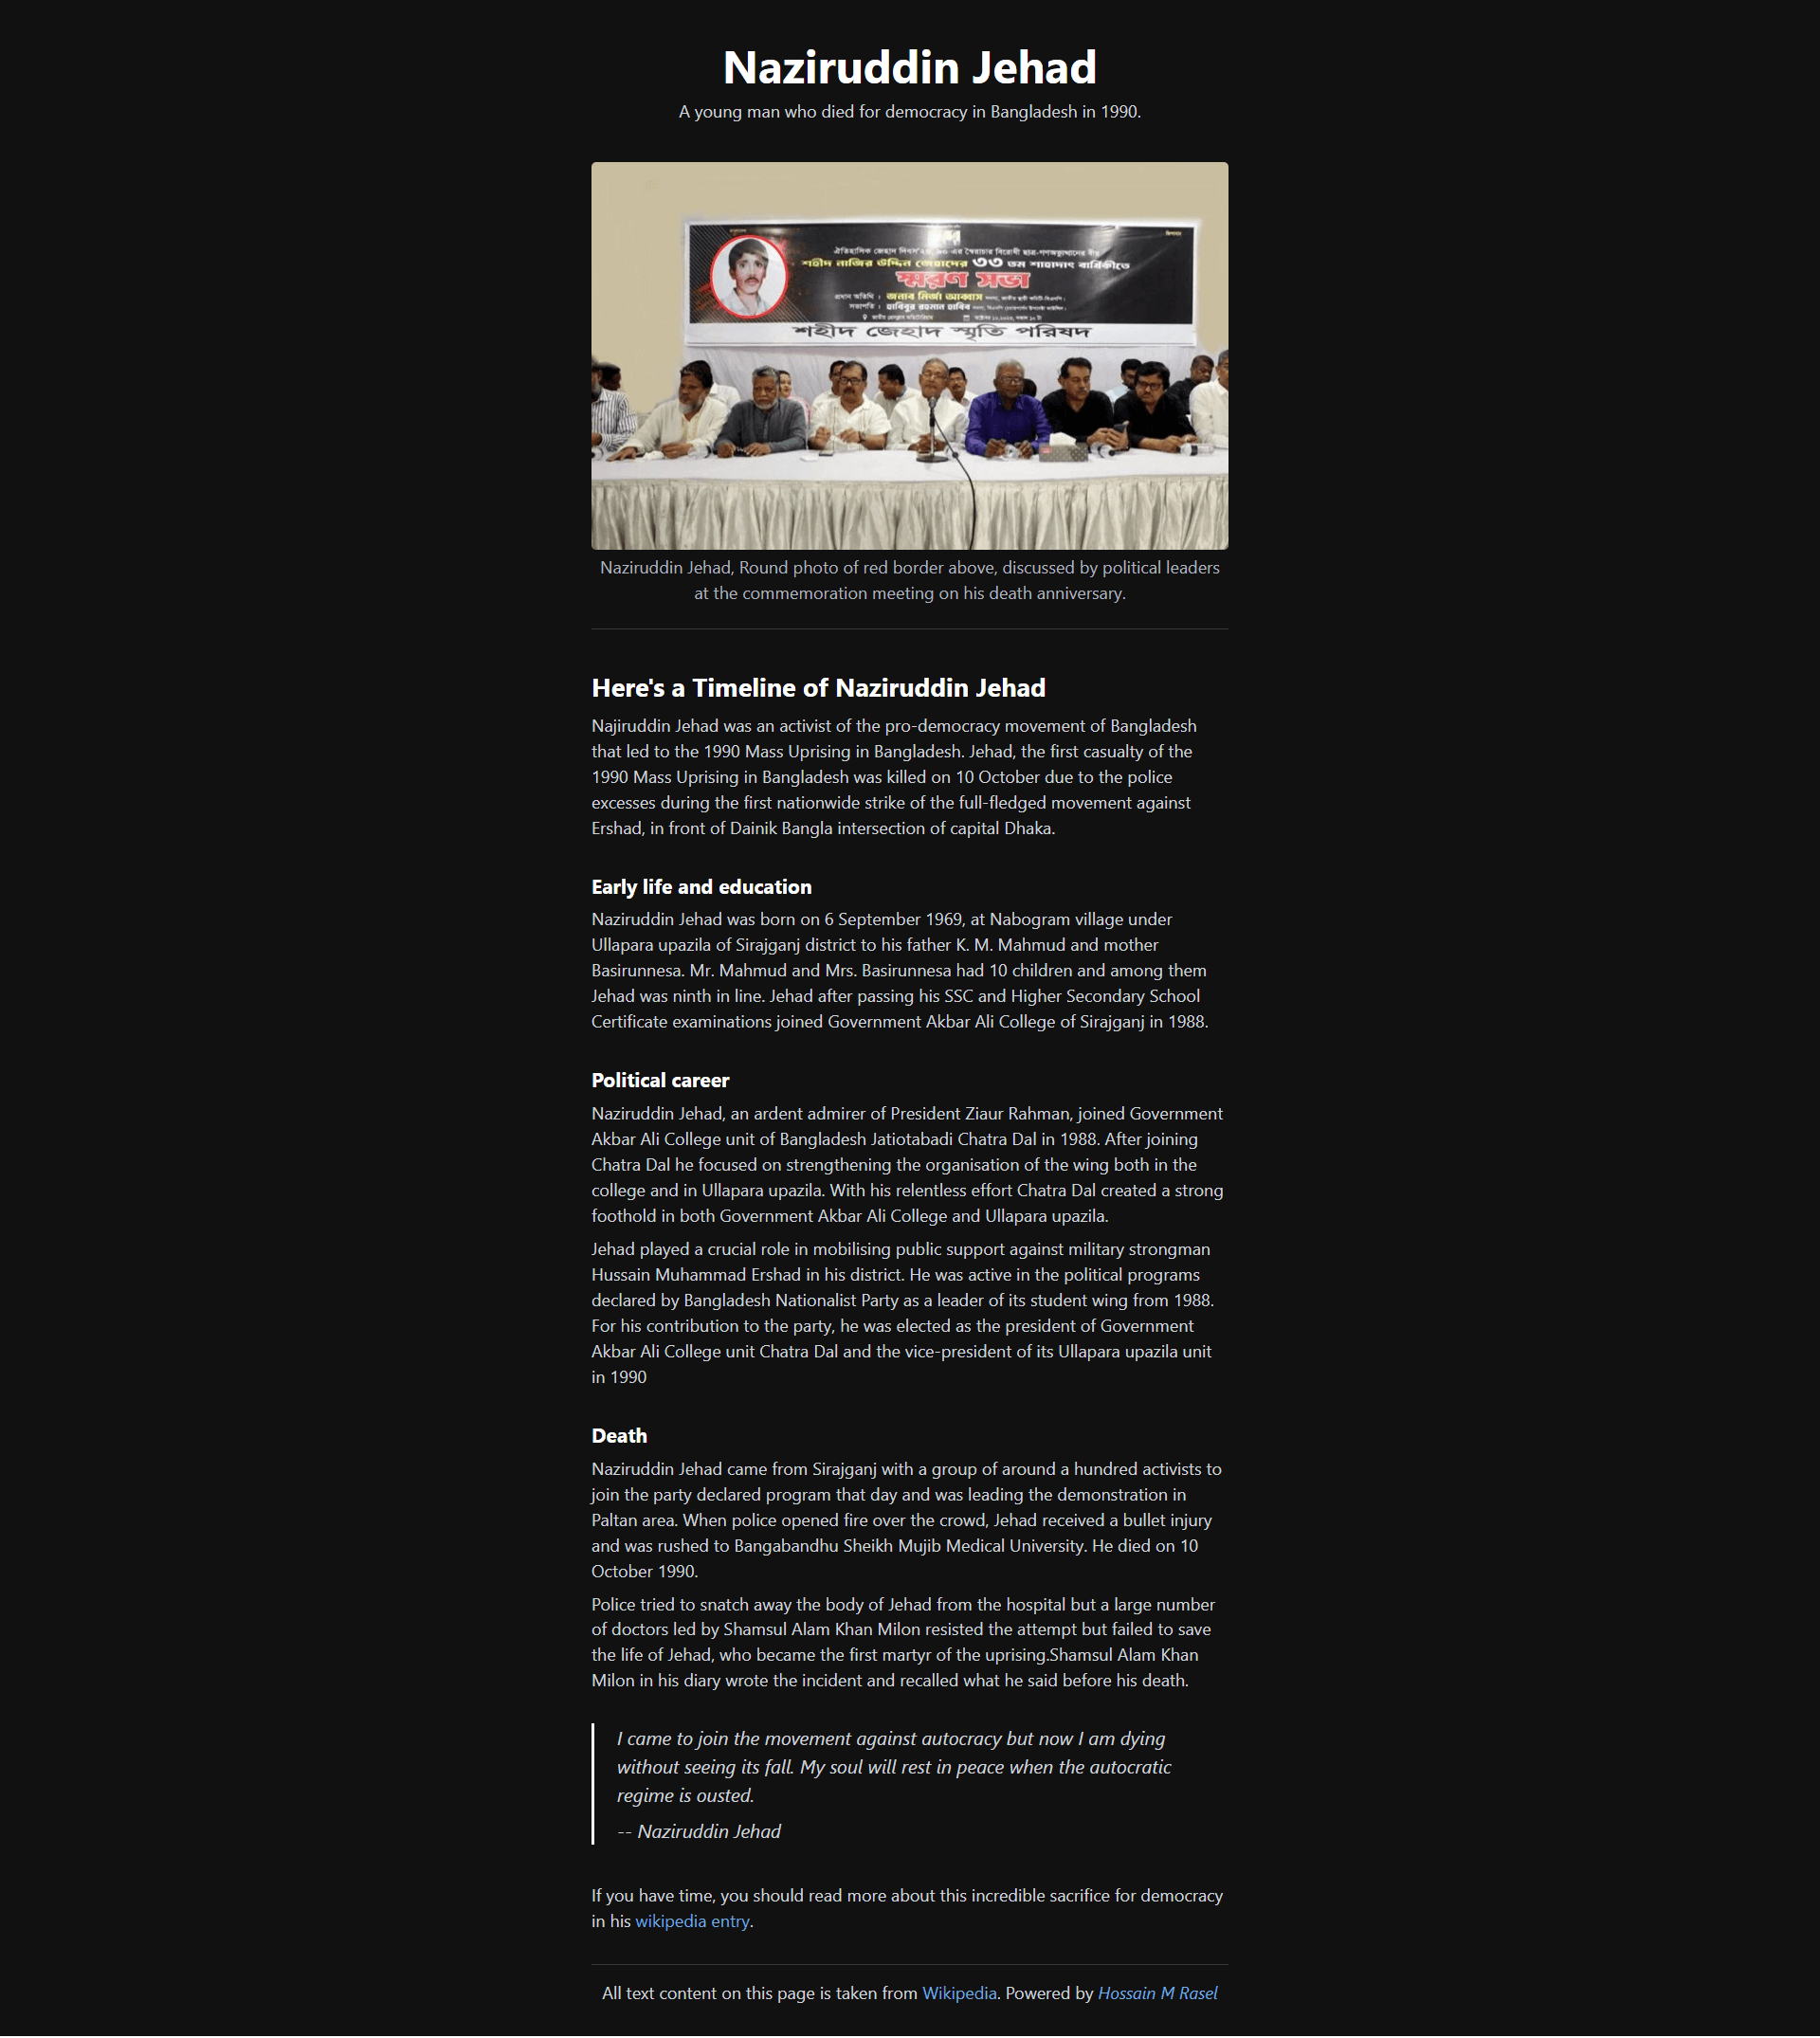 Naziruddin Jehad
A young man who died for democracy in Bangladesh in 1990.
ঐতিহাসিক জেহাদ দিবস
এর স্বৈরাচার বিরোধী ছাত্র-গণঅভ্যুত্থানের বীর
শহীদ নাজির উদ্দিন জেহাদের ৩৩ তম শাহাদাৎ বার্ষিকীতে
স্মরণ সভা
প্রধান অতিথি : জনাব মির্জা আব্বাস
সভাপতি : হাবিবুর রহমান হাবিব
শহীদ জেহাদ স্মৃতি পরিষদ
Naziruddin Jehad, Round photo of red border above, discussed by political leaders
at the commemoration meeting on his death anniversary.
Here's a Timeline of Naziruddin Jehad
Najiruddin Jehad was an activist of the pro-democracy movement of Bangladesh
that led to the 1990 Mass Uprising in Bangladesh. Jehad, the first casualty of the
1990 Mass Uprising in Bangladesh was killed on 10 October due to the police
excesses during the first nationwide strike of the full-fledged movement against
Ershad, in front of Dainik Bangla intersection of capital Dhaka.
Early life and education
Naziruddin Jehad was born on 6 September 1969, at Nabogram village under
Ullapara upazila of Sirajganj district to his father K. M. Mahmud and mother
Basirunnesa. Mr. Mahmud and Mrs. Basirunnesa had 10 children and among them
Jehad was ninth in line. Jehad after passing his SSC and Higher Secondary School
Certificate examinations joined Government Akbar Ali College of Sirajganj in 1988.
Political career
Naziruddin Jehad, an ardent admirer of President Ziaur Rahman, joined Government
Akbar Ali College unit of Bangladesh Jatiotabadi Chatra Dal in 1988. After joining
Chatra Dal he focused on strengthening the organisation of the wing both in the
college and in Ullapara upazila. With his relentless effort Chatra Dal created a strong
foothold in both Government Akbar Ali College and Ullapara upazila.
Jehad played a crucial role in mobilising public support against military strongman
Hussain Muhammad Ershad in his district. He was active in the political programs
declared by Bangladesh Nationalist Party as a leader of its student wing from 1988.
For his contribution to the party, he was elected as the president of Government
Akbar Ali College unit Chatra Dal and the vice-president of its Ullapara upazila unit
in 1990
Death
Naziruddin Jehad came from Sirajganj with a group of around a hundred activists to
join the party declared program that day and was leading the demonstration in
Paltan area. When police opened fire over the crowd, Jehad received a bullet injury
and was rushed to Bangabandhu Sheikh Mujib Medical University. He died on 10
October 1990.
Police tried to snatch away the body of Jehad from the hospital but a large number
of doctors led by Shamsul Alam Khan Milon resisted the attempt but failed to save
the life of Jehad, who became the first martyr of the uprising.Shamsul Alam Khan
Milon in his diary wrote the incident and recalled what he said before his death.
I came to join the movement against autocracy but now I am dying
without seeing its fall. My soul will rest in peace when the autocratic
regime is ousted.
-- Naziruddin Jehad
If you have time, you should read more about this incredible sacrifice for democracy
in his wikipedia entry.
All text content on this page is taken from Wikipedia. Powered by Hossain M Rasel